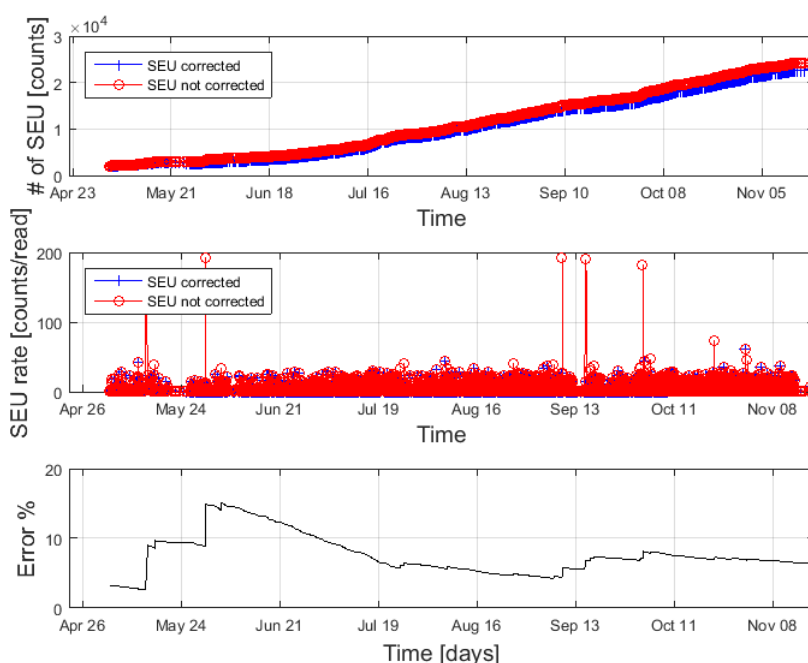 ×10^4
3
2
1
0
# of SEU [counts]
SEU corrected
SEU not corrected
Apr 23 May 21 Jun 18 Jul 16 Aug 13 Sep 10 Oct 08 Nov 05
Time
200
100
0
SEU rate [counts/read]
SEU corrected
SEU not corrected
Apr 26 May 24 Jun 21 Jul 19 Aug 16 Sep 13 Oct 11 Nov 08
Time
20
10
0
Error %
Apr 26 May 24 Jun 21 Jul 19 Aug 16 Sep 13 Oct 11 Nov 08
Time [days]